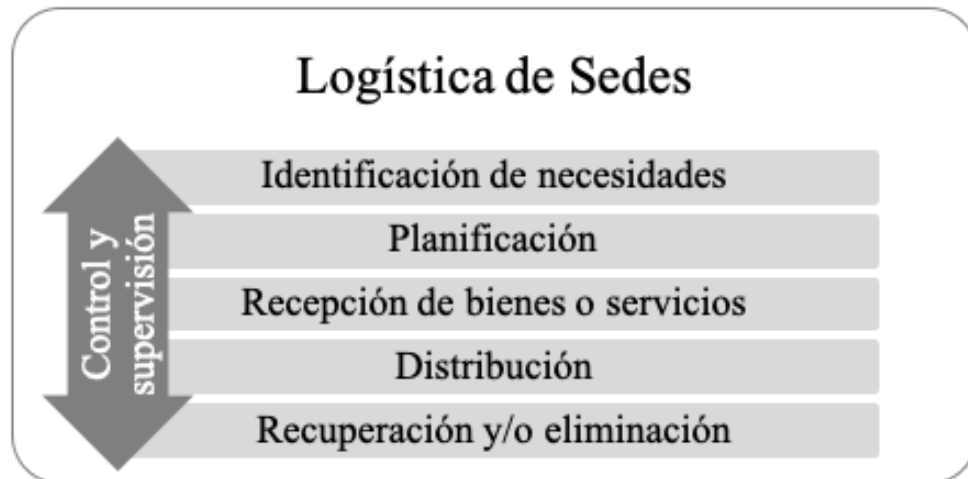 Logística de Sedes
Identificación de necesidades
Planificación
Recepción de bienes o servicios
Distribución
Recuperación y/o eliminación
Control y
supervisión